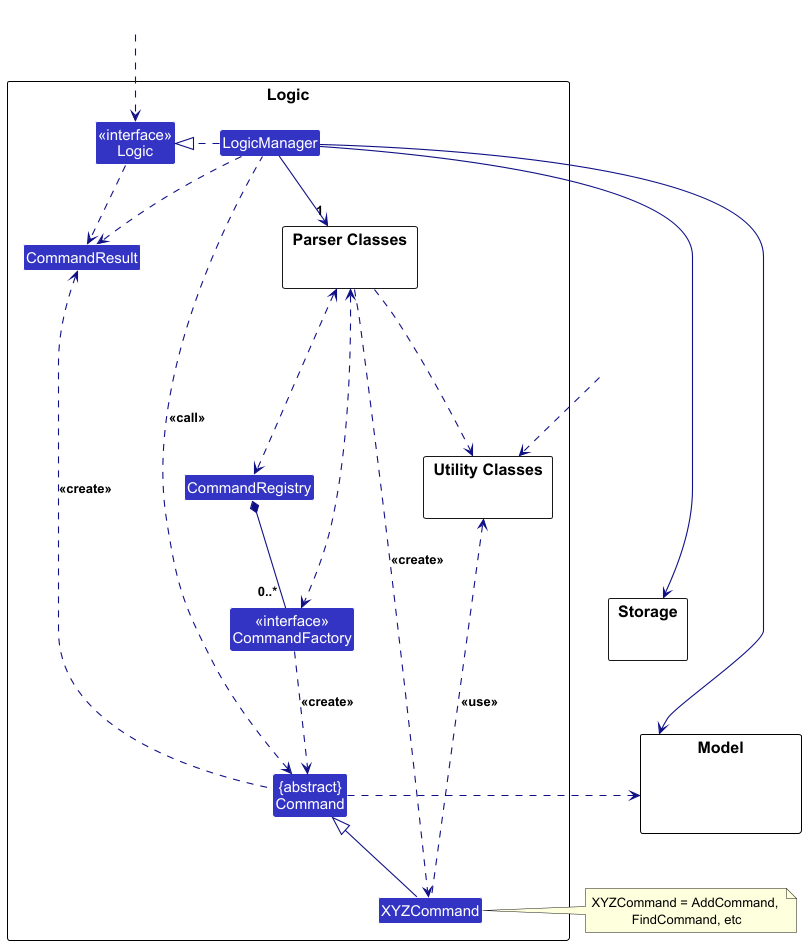 Logic
«interface»
Logic
LogicManager
1
Parser Classes
CommandResult
«call»
Utility Classes
CommandRegistry
«create»
«create»
0..*
«interface»
CommandFactory
Storage
«create»
«use»
Model
{abstract}
Command
XYZCommand
XYZCommand = AddCommand,
FindCommand, etc